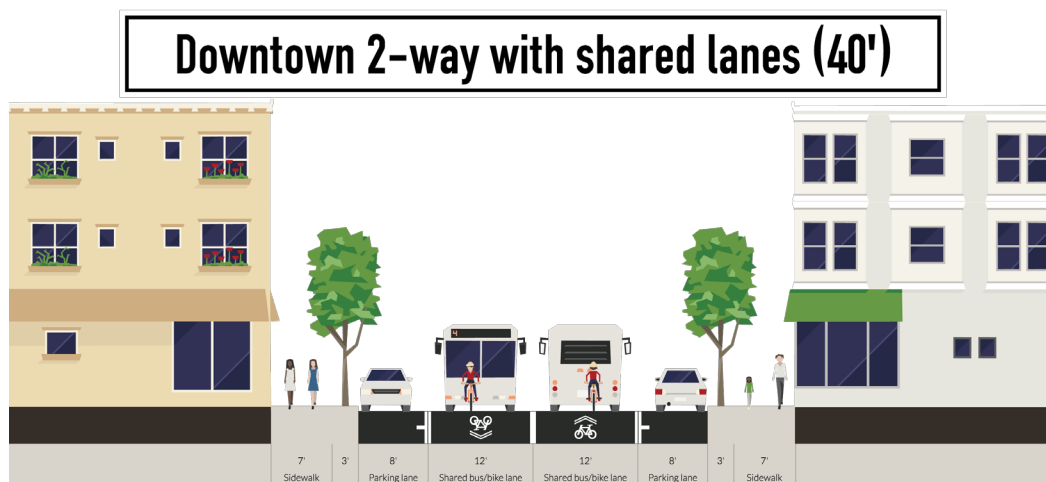 Downtown 2-way with shared lanes (40')
4
7' 3' 8' 12' 12' 8' 3' 7'
Sidewalk Parking lane Shared bus/bike lane Shared bus/bike lane Parking lane Sidewalk